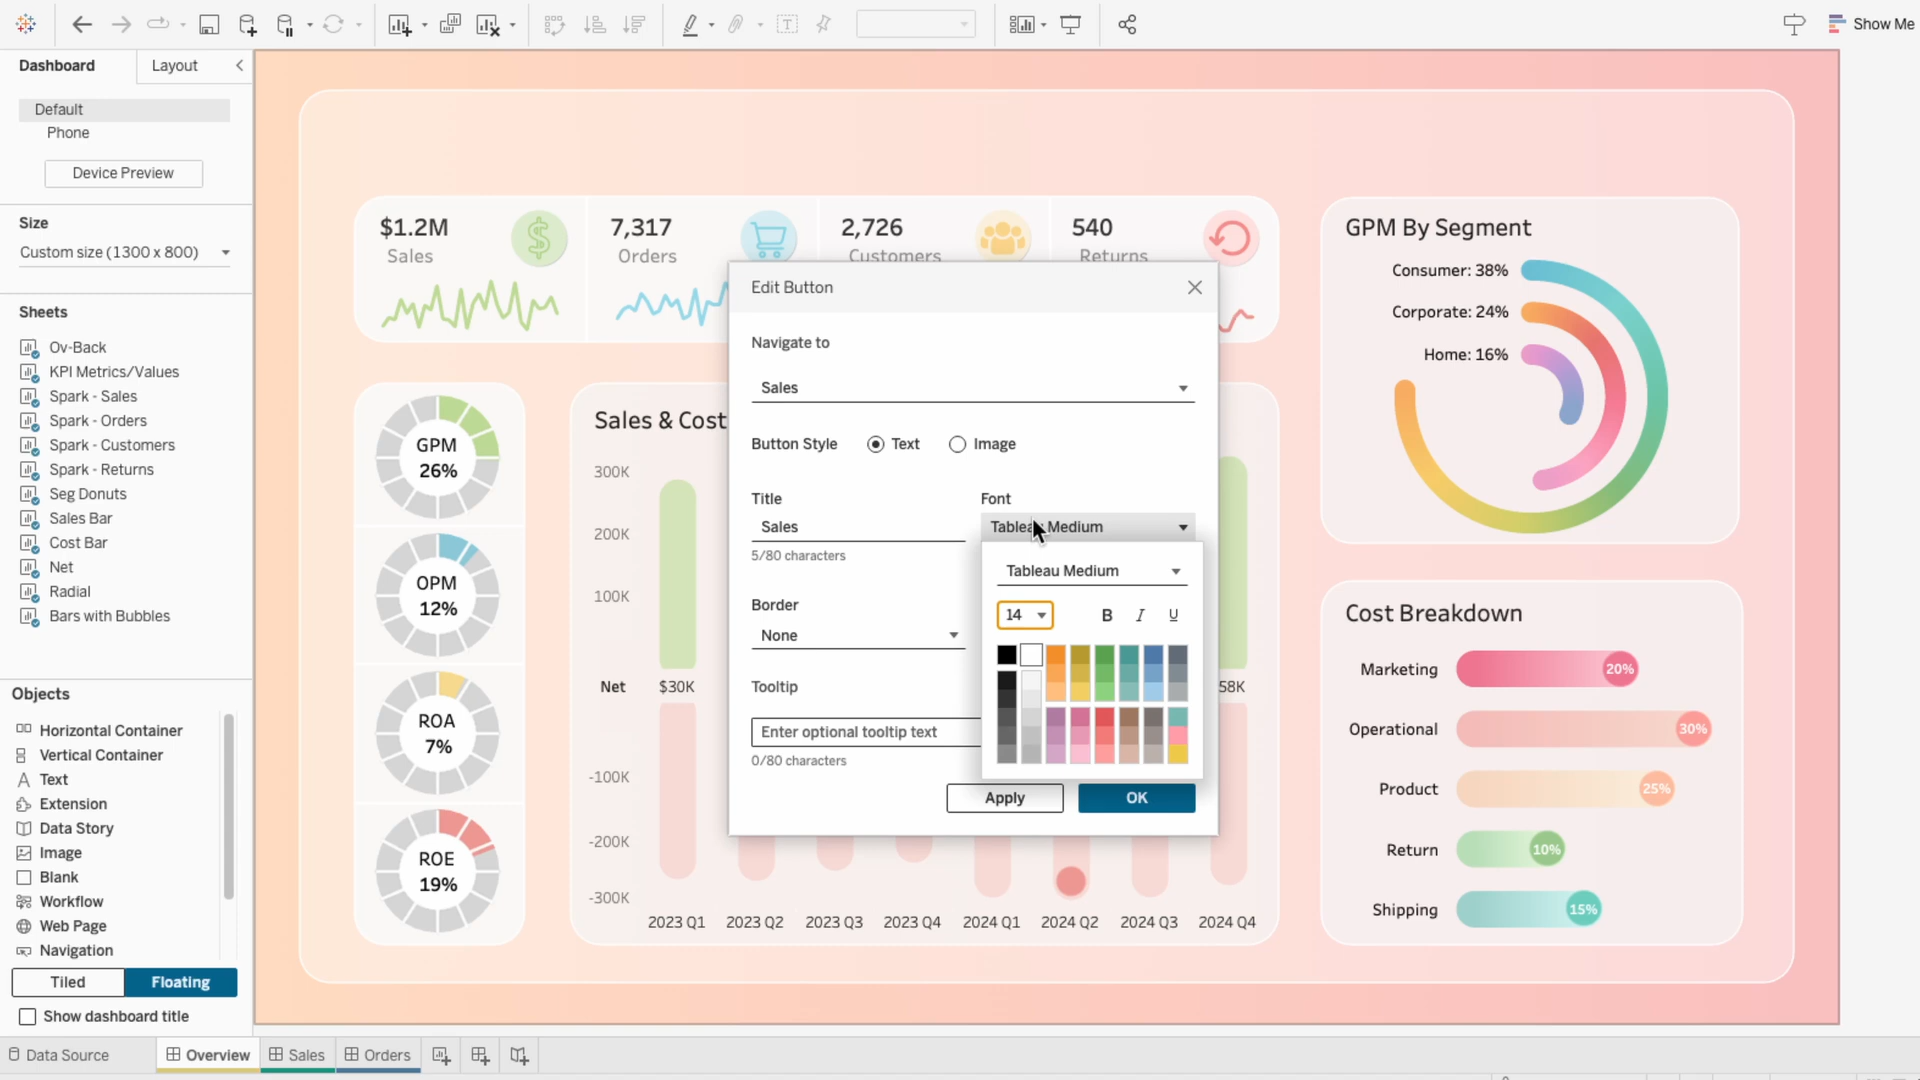 Show Me
Dashboard
Layout
Default
Phone
Device Preview
Size
Custom size (1300 x 800)
Sheets
Ov-Back
KPI Metrics/Values
Spark - Sales
Spark - Orders
Spark - Customers
Spark - Returns
Seg Donuts
Sales Bar
Cost Bar
Net
Radial
Bars with Bubbles
Objects
Horizontal Container
Vertical Container
Text
Extension
Data Story
Image
Blank
Workflow
Web Page
Navigation
Tiled
Floating
Show dashboard title
$1.2M
Sales
7,317
Orders
2,726
Customers
540
Returns
GPM
26%
OPM
12%
ROA
7%
ROE
19%
Sales & Cost
300K
200K
100K
Net
$30K
58K
-100K
-200K
-300K
2023 Q1
2023 Q2
2023 Q3
2023 Q4
2024 Q1
2024 Q2
2024 Q3
2024 Q4
Edit Button
Navigate to
Sales
Button Style
Text
Image
Title
Font
Sales
Tableau Medium
5/80 characters
Tableau Medium
Border
14
B
I
U
None
Tooltip
Enter optional tooltip text
0/80 characters
Apply
OK
GPM By Segment
Consumer: 38%
Corporate: 24%
Home: 16%
Cost Breakdown
Marketing
20%
Operational
30%
Product
25%
Return
10%
Shipping
15%
Data Source
Overview
Sales
Orders